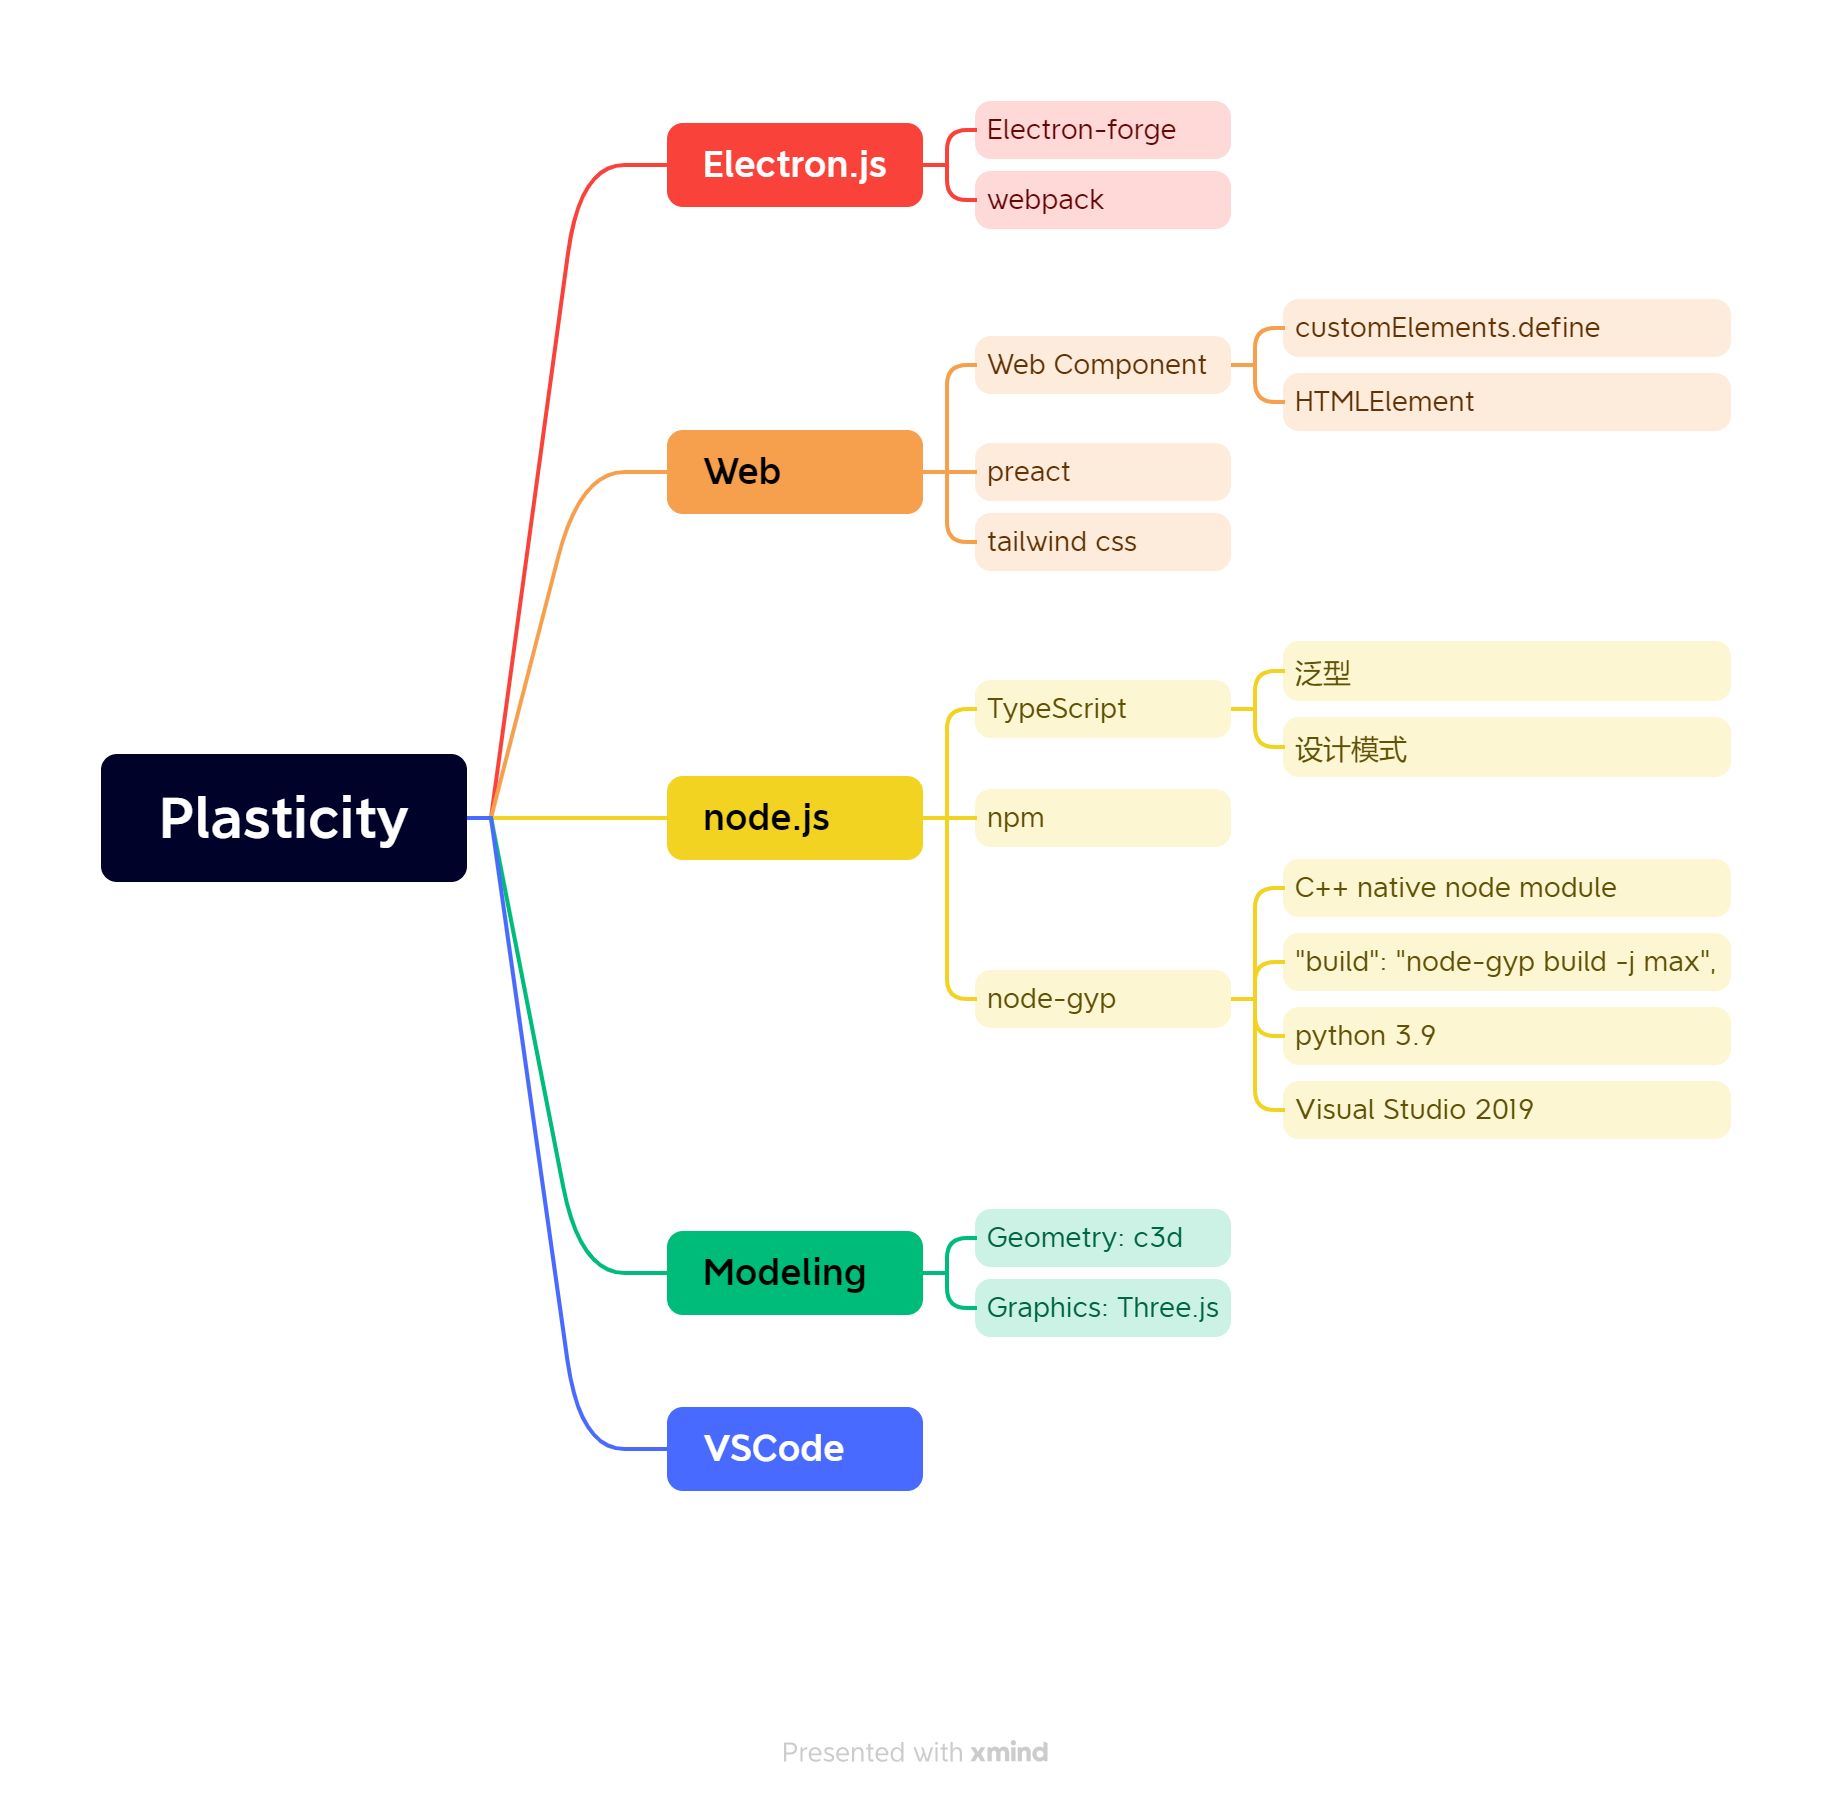 Plasticity
Electron.js
Electron-forge
webpack
Web
Web Component
customElements.define
HTMLElement
preact
tailwind css
node.js
TypeScript
泛型
设计模式
npm
node-gyp
C++ native node module
"build": "node-gyp build -j max",
python 3.9
Visual Studio 2019
Modeling
Geometry: c3d
Graphics: Three.js
VSCode
Presented with xmind